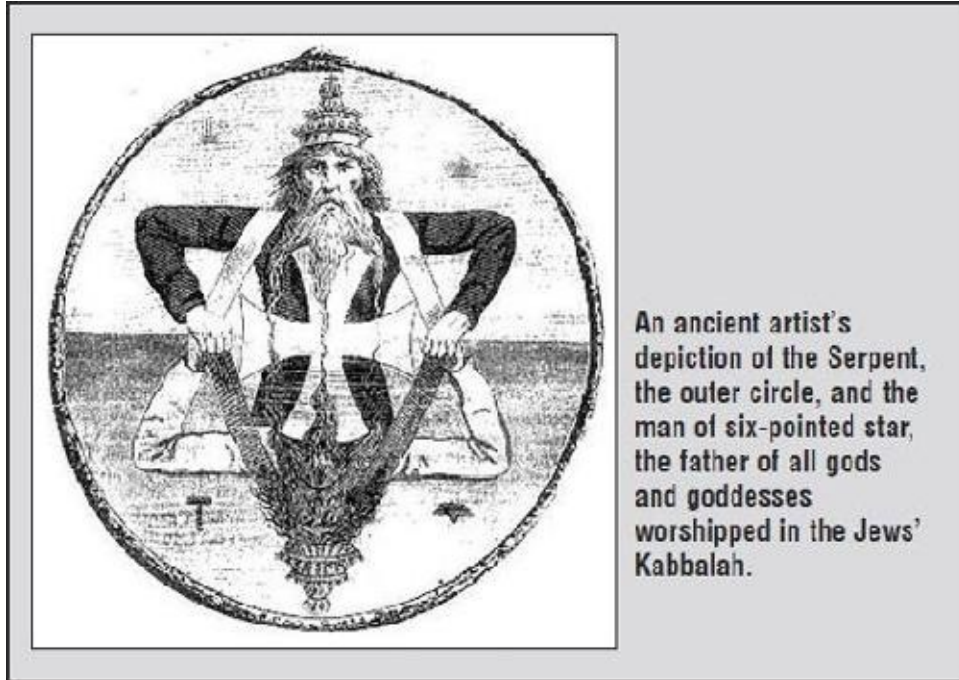 An ancient artist's
depiction of the Serpent,
the outer circle, and the
man of six-pointed star,
the father of all gods
and goddesses
worshipped in the Jews'
Kabbalah.